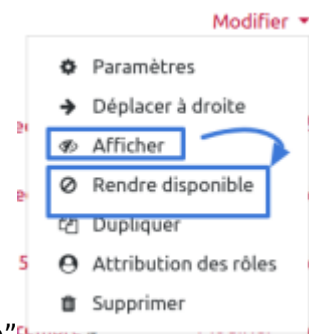 Modifier
Paramètres
Déplacer à droite
Afficher
Rendre disponible
Dupliquer
Attribution des rôles
Supprimer